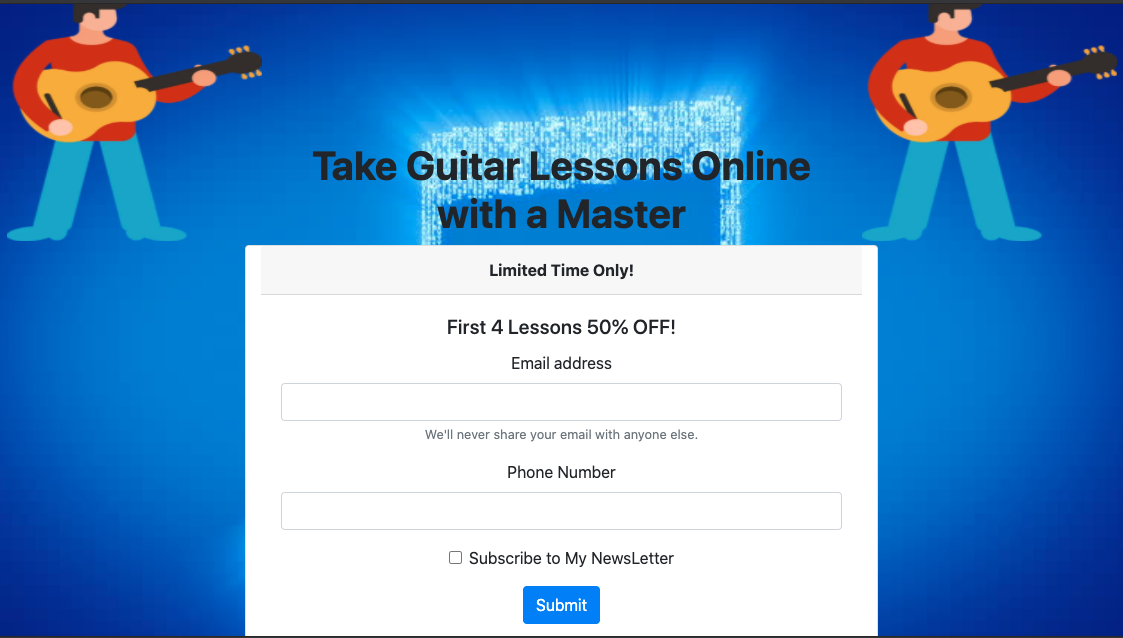 Take Guitar Lessons Online
with a Master
Limited Time Only!
First 4 Lessons 50% OFF!
Email address
We'll never share your email with anyone else.
Phone Number
Subscribe to My NewsLetter
Submit